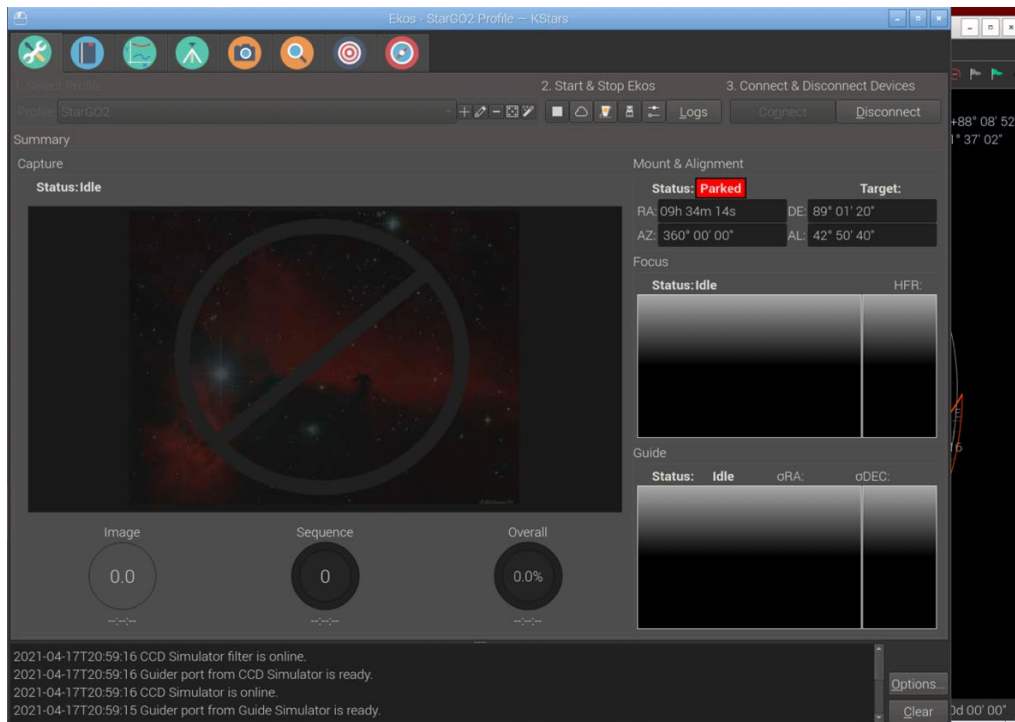 Ekos - StarGO2 Profile — KStars
1. Select Profile
2. Start & Stop Ekos
3. Connect & Disconnect Devices
Profile: StarGO2
Logs
Connect
Disconnect
+88° 08' 52
1° 37' 02"
Summary
Capture
Mount & Alignment
Status: Idle
Status: Parked
Target:
RA: 09h 34m 14s
DE: 89° 01' 20"
AZ: 360° 00' 00"
AL: 42° 50' 40"
Focus
Status: Idle
HFR:
Guide
Status: Idle
σRA:
σDEC:
Image
Sequence
Overall
0.0
0
0.0%
--:--:--
--:--:--
--:--:--
2021-04-17T20:59:16 CCD Simulator filter is online.
2021-04-17T20:59:16 Guider port from CCD Simulator is ready.
2021-04-17T20:59:16 CCD Simulator is online.
2021-04-17T20:59:15 Guider port from Guide Simulator is ready.
Options...
Clear
0d 00' 00"